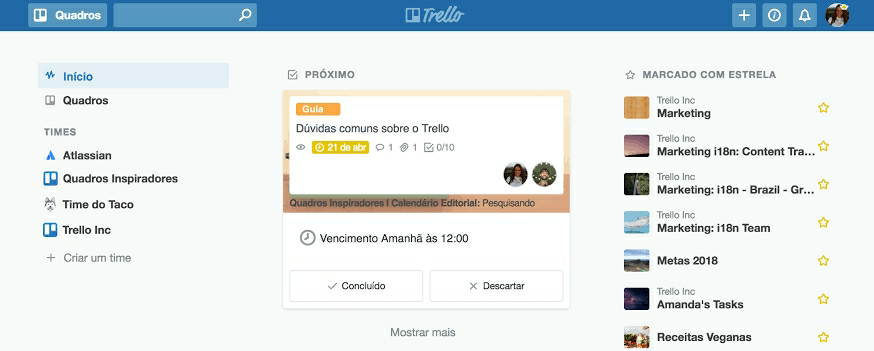 Quadros
Trello
Início
Quadros
TIMES
Atlassian
Quadros Inspiradores
Time do Taco
Trello Inc
+ Criar um time
PRÓXIMO
Guia
Dúvidas comuns sobre o Trello
21 de abr 1 1 0/10
Quadros Inspiradores | Calendário Editorial: Pesquisando
Vencimento Amanhã às 12:00
Concluído
Descartar
Mostrar mais
MARCADO COM ESTRELA
Trello Inc
Marketing
Trello Inc
Marketing i18n: Content Tra...
Trello Inc
Marketing: i18n - Brazil - Gr...
Trello Inc
Marketing: i18n Team
Metas 2018
Trello Inc
Amanda's Tasks
Receitas Veganas